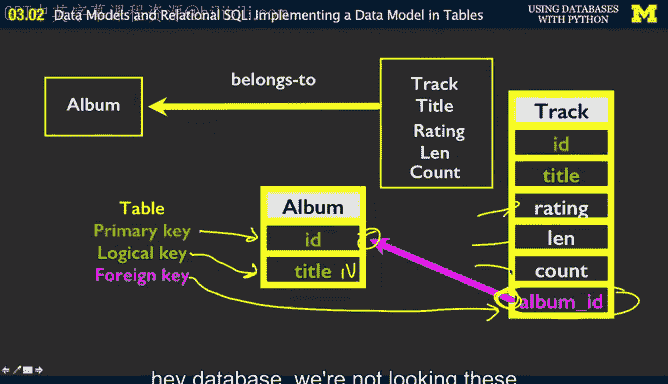 03.02 Data Models and Relational SQL: Implementing a Data Model in Tables
USING DATABASES
WITH PYTHON
M
belongs-to
Album
Track
Title
Rating
Len
Count
Track
id
title
rating
len
count
album_id
Album
id
title
Table
Primary key
Logical key
Foreign key
hey database, we're not looking these